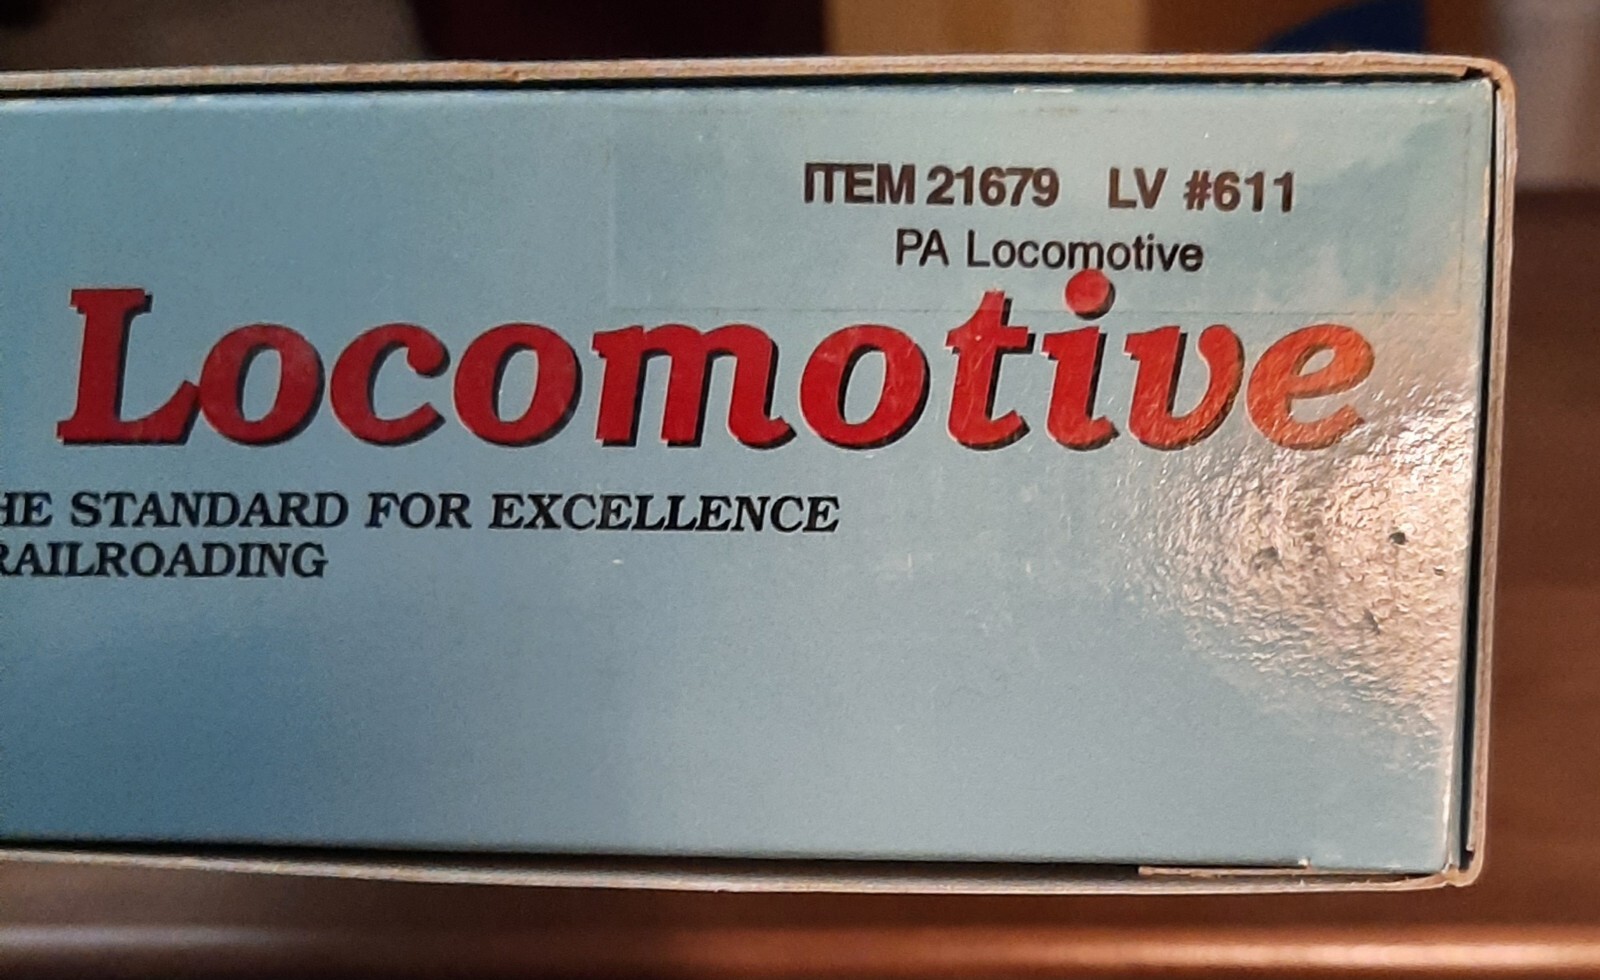 ITEM 21679 LV #611
PA Locomotive
Locomotive
HE STANDARD FOR EXCELLENCE
RAILROADING